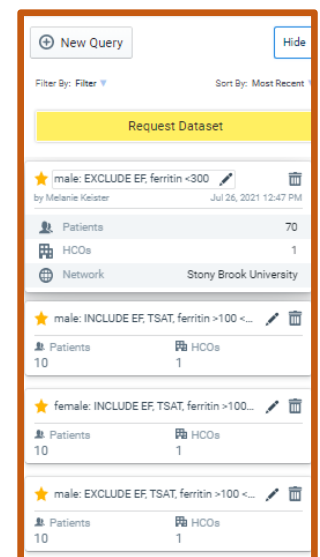 New Query
Hide
Filter By: Filter
Sort By: Most Recent
Request Dataset
male: EXCLUDE EF, ferritin <300
by Melanie Keister
Jul 26, 2021 12:47 PM
Patients 70
HCOs 1
Network Stony Brook University
male: INCLUDE EF, TSAT, ferritin >100 <...
Patients HCOs
10 1
female: INCLUDE EF, TSAT, ferritin >100...
Patients HCOs
10 1
male: EXCLUDE EF, TSAT, ferritin >100 <...
Patients HCOs
10 1